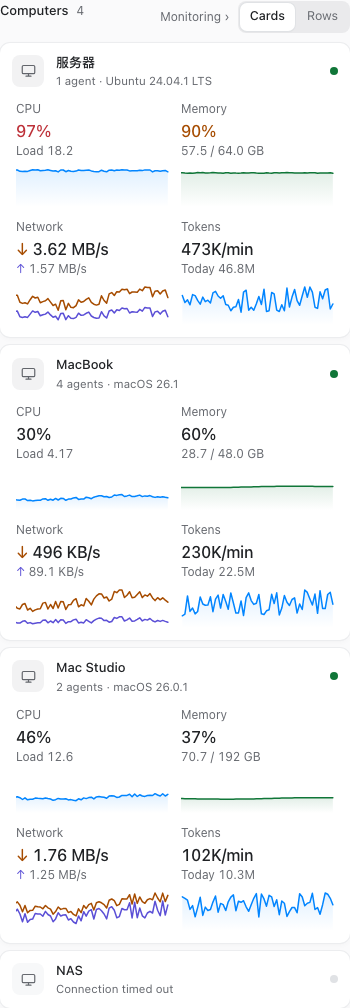 Computers 4
Monitoring ›
Cards
Rows
服务器
1 agent · Ubuntu 24.04.1 LTS
CPU
Memory
97%
90%
Load 18.2
57.5 / 64.0 GB
Network
Tokens
↓ 3.62 MB/s
473K/min
↑ 1.57 MB/s
Today 46.8M
MacBook
4 agents · macOS 26.1
CPU
Memory
30%
60%
Load 4.17
28.7 / 48.0 GB
Network
Tokens
↓ 496 KB/s
230K/min
↑ 89.1 KB/s
Today 22.5M
Mac Studio
2 agents · macOS 26.0.1
CPU
Memory
46%
37%
Load 12.6
70.7 / 192 GB
Network
Tokens
↓ 1.76 MB/s
102K/min
↑ 1.25 MB/s
Today 10.3M
NAS
Connection timed out